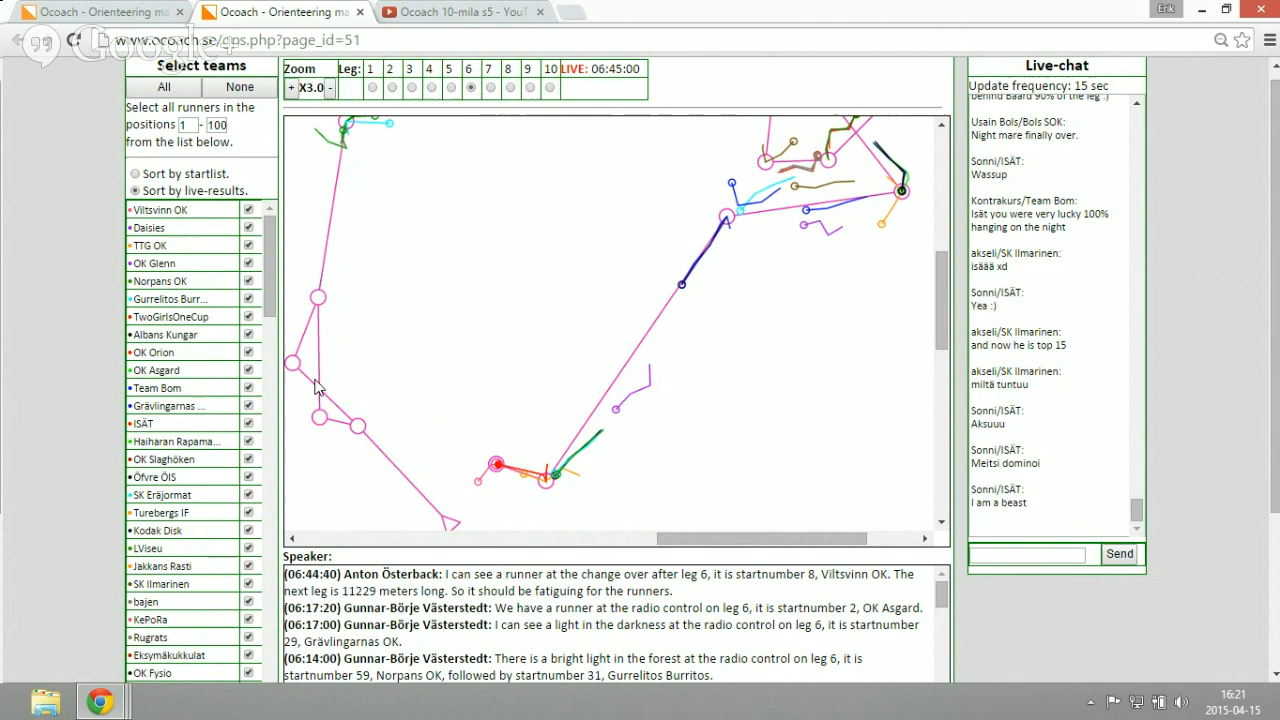 Ocoach - Orienteering ma
Ocoach - Orienteering ma
Ocoach 10-mila s5 - YouT
Erik
Google+
www.ocoach.se/gps.php?page_id=51
Select teams
All None
Select all runners in the
positions 1 - 100
from the list below.
Sort by startlist.
Sort by live-results.
Viltsvinn OK
Daisies
TTG OK
OK Glenn
Norpans OK
Gurrelitos Burr...
TwoGirlsOneCup
Albans Kungar
OK Orion
OK Asgard
Team Bom
Grävlingarnas ...
ISÄT
Haiharan Rapama...
OK Slaghöken
Öfvre ÖIS
SK Eräjormat
Turebergs IF
Kodak Disk
LViseu
Jakkans Rasti
SK Ilmarinen
bajen
KePoRa
Rugrats
Eksymäkukkulat
OK Fysio
Zoom Leg: 1 2 3 4 5 6 7 8 9 10 LIVE: 06:45:00
+ X3.0 -
Speaker:
(06:44:40) Anton Österback: I can see a runner at the change over after leg 6, it is startnumber 8, Viltsvinn OK. The
next leg is 11229 meters long. So it should be fatiguing for the runners.
(06:17:20) Gunnar-Börje Västerstedt: We have a runner at the radio control on leg 6, it is startnumber 2, OK Asgard.
(06:17:00) Gunnar-Börje Västerstedt: I can see a light in the darkness at the radio control on leg 6, it is startnumber
29, Grävlingarnas OK.
(06:14:00) Gunnar-Börje Västerstedt: There is a bright light in the forest at the radio control on leg 6, it is
startnumber 59, Norpans OK, followed by startnumber 31, Gurrelitos Burritos.
Live-chat
Update frequency: 15 sec
behind Baard 90% of the leg :)
Usain Bols/Bols SOK:
Night mare finally over.
Sonni/ISÄT:
Wassup
Kontrakurs/Team Bom:
Isät you were very lucky 100%
hanging on the night
akseli/SK Ilmarinen:
isäää xd
Sonni/ISÄT:
Yea :)
akseli/SK Ilmarinen:
and now he is top 15
akseli/SK Ilmarinen:
miltä tuntuu
Sonni/ISÄT:
Aksuuu
Sonni/ISÄT:
Meitsi dominoi
Sonni/ISÄT:
I am a beast
Send
16:21
2015-04-15